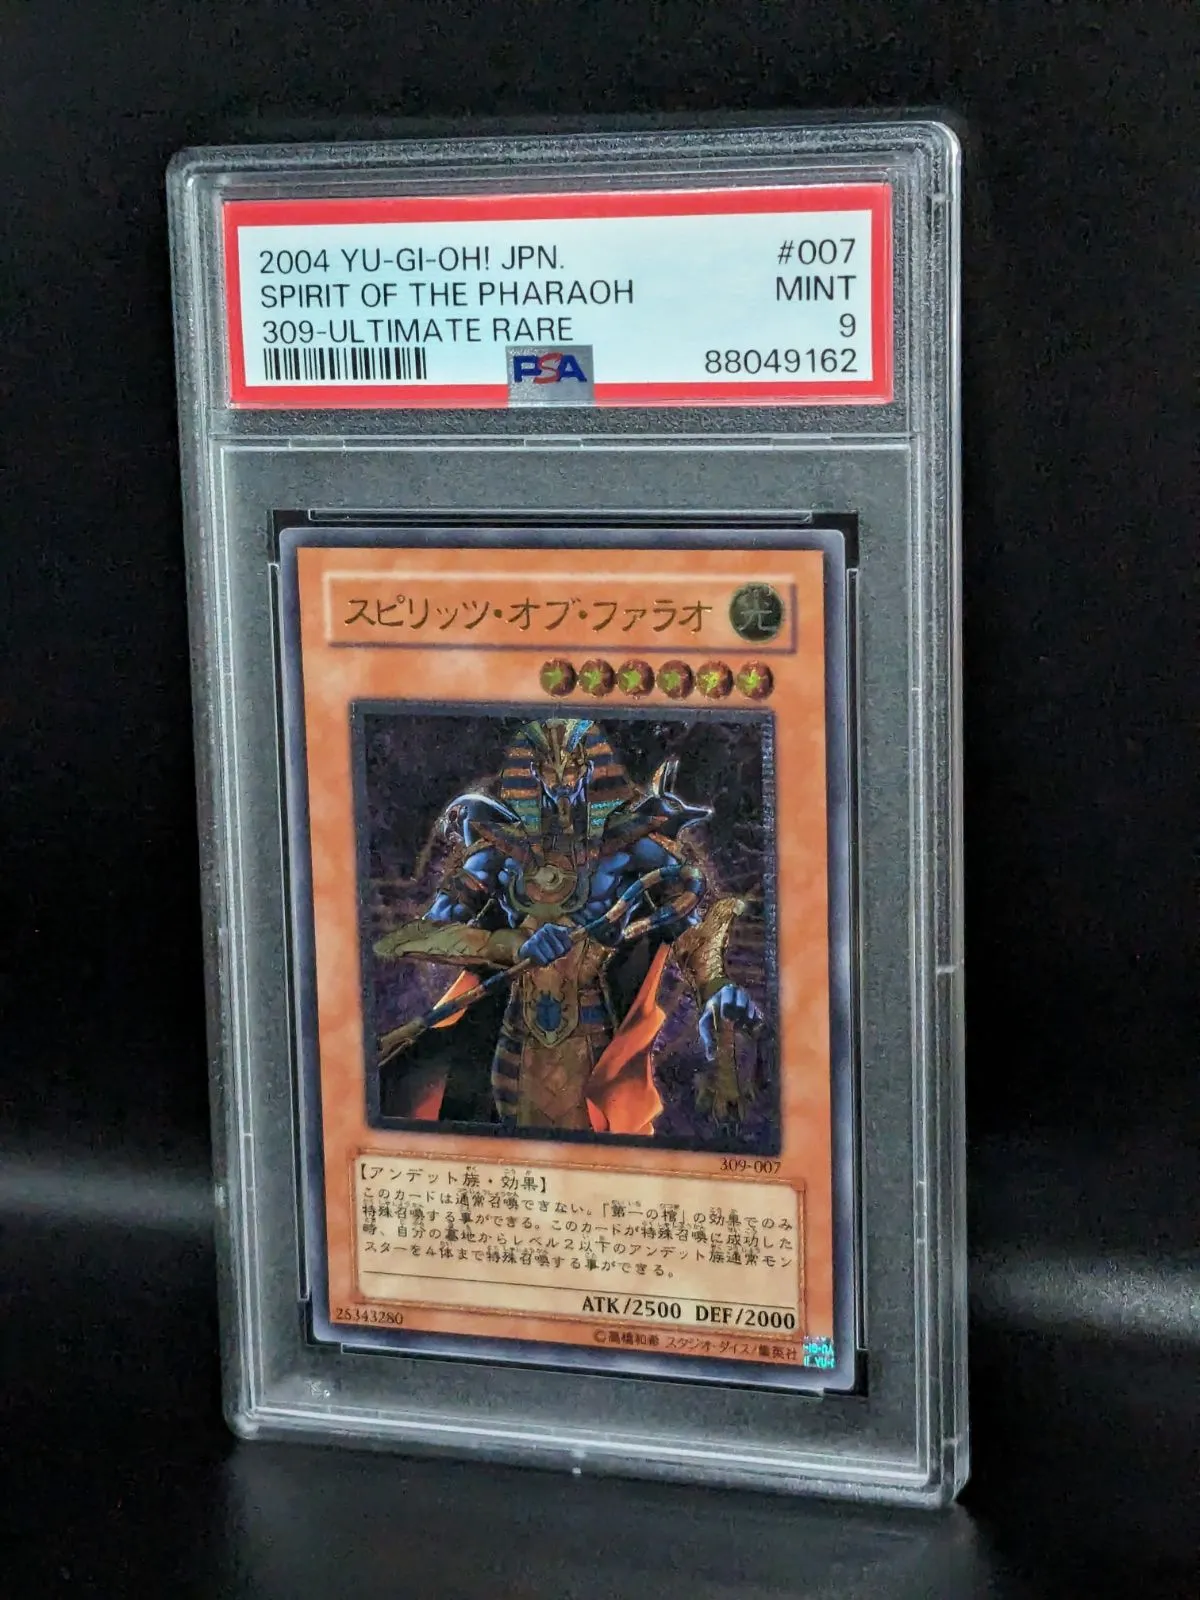 2004 YU-GI-OH! JPN. #007
SPIRIT OF THE PHARAOH MINT
309-ULTIMATE RARE 9
PSA 88049162
スピリッツ・オブ・ファラオ 光
309-007
【アンデット族・効果】
このカードは通常召喚できない。「第一の棺」の効果でのみ
特殊召喚する事ができる。このカードが特殊召喚に成功した
時、自分の墓地からレベル2以下のアンデット族通常モン
スターを4体まで特殊召喚する事ができる。
ATK/2500 DEF/2000
25343280
©高橋和希 スタジオ・ダイス/集英社